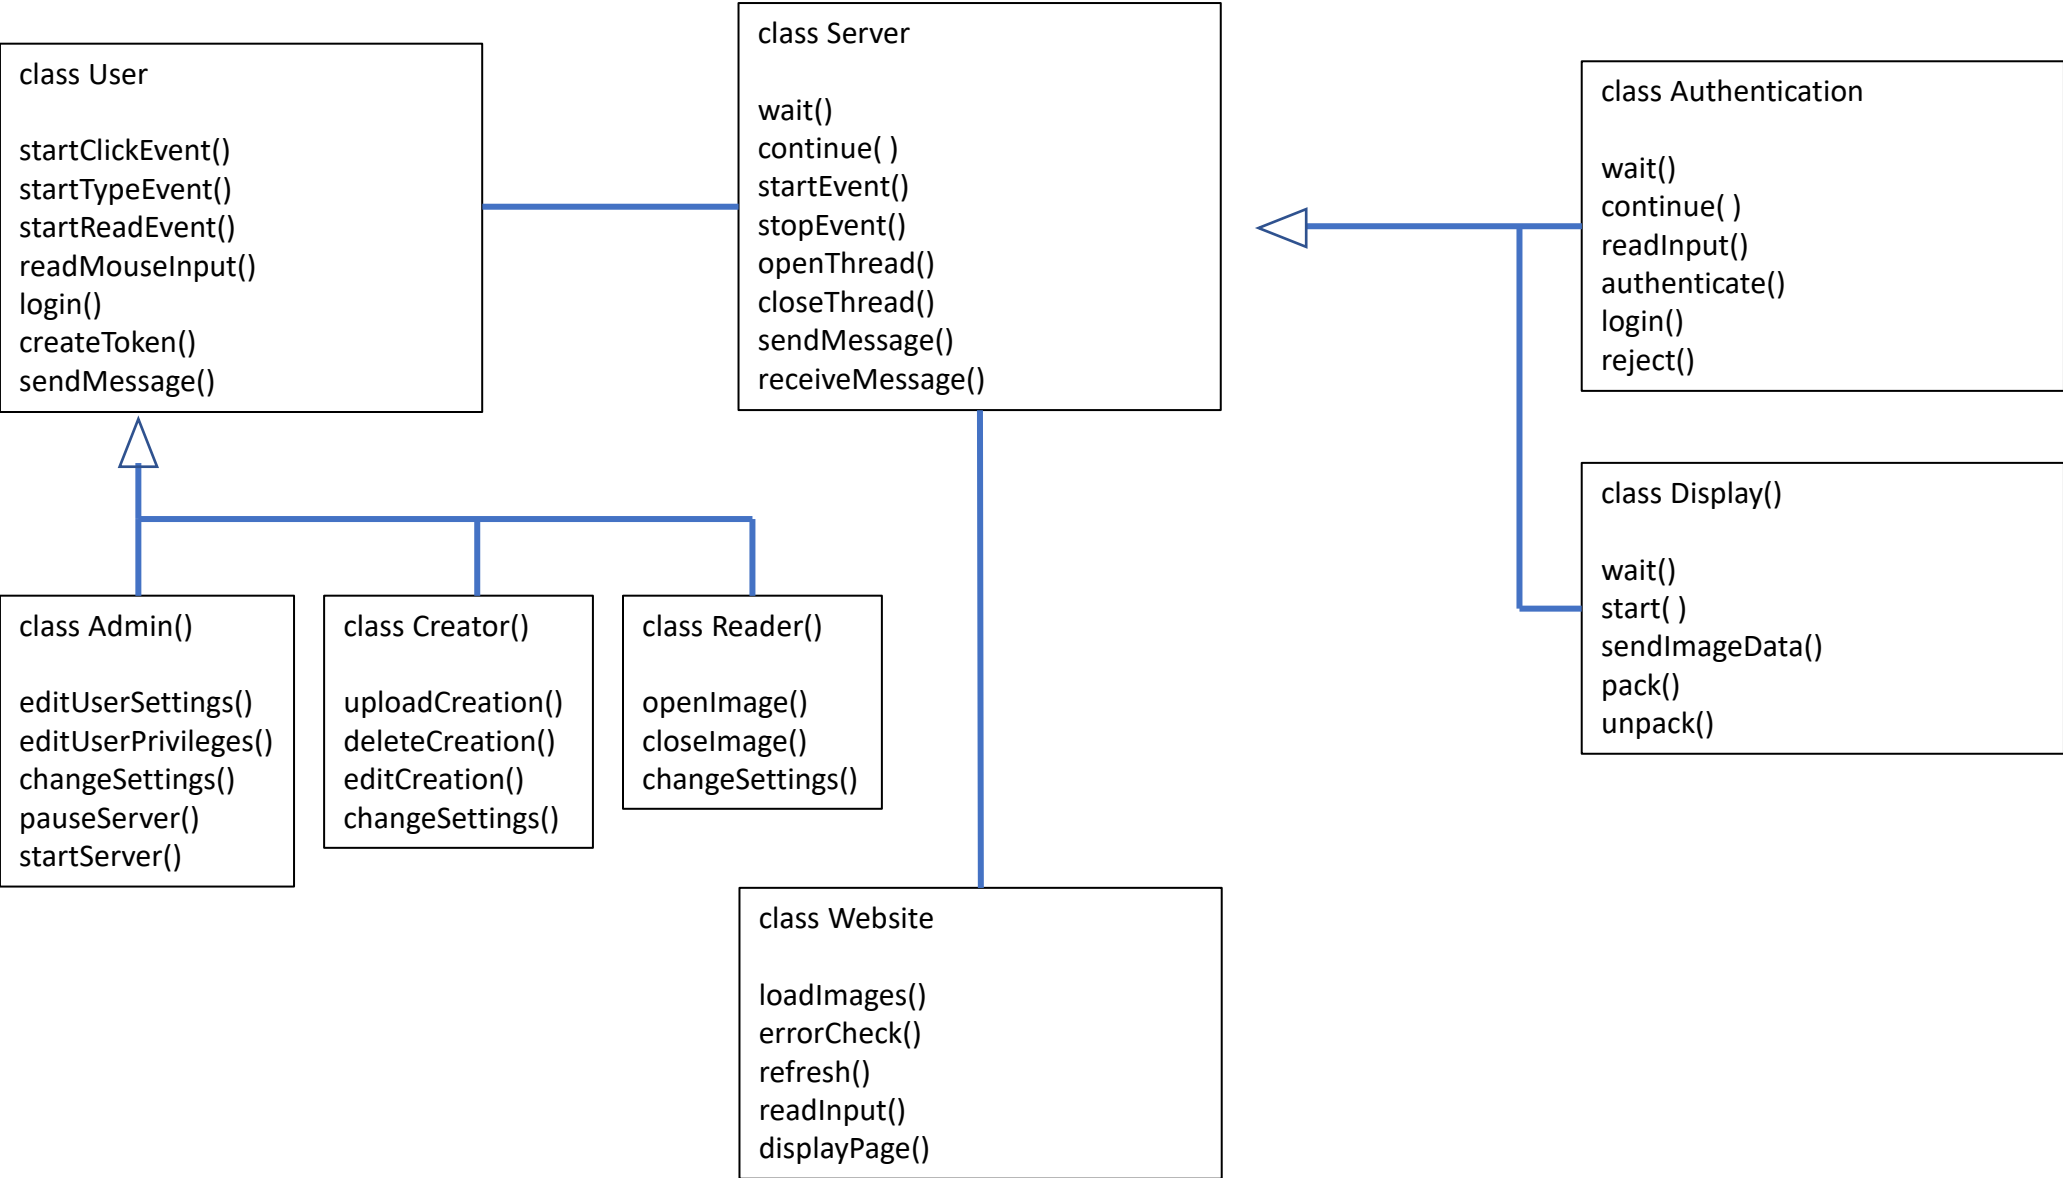 class User
startClickEvent()
startTypeEvent()
startReadEvent()
readMouseInput()
login()
createToken()
sendMessage()
class Server
wait()
continue( )
startEvent()
stopEvent()
openThread()
closeThread()
sendMessage()
receiveMessage()
class Authentication
wait()
continue( )
readInput()
authenticate()
login()
reject()
class Display()
wait()
start( )
sendImageData()
pack()
unpack()
class Admin()
editUserSettings()
editUserPrivileges()
changeSettings()
pauseServer()
startServer()
class Creator()
uploadCreation()
deleteCreation()
editCreation()
changeSettings()
class Reader()
openImage()
closeImage()
changeSettings()
class Website
loadImages()
errorCheck()
refresh()
readInput()
displayPage()